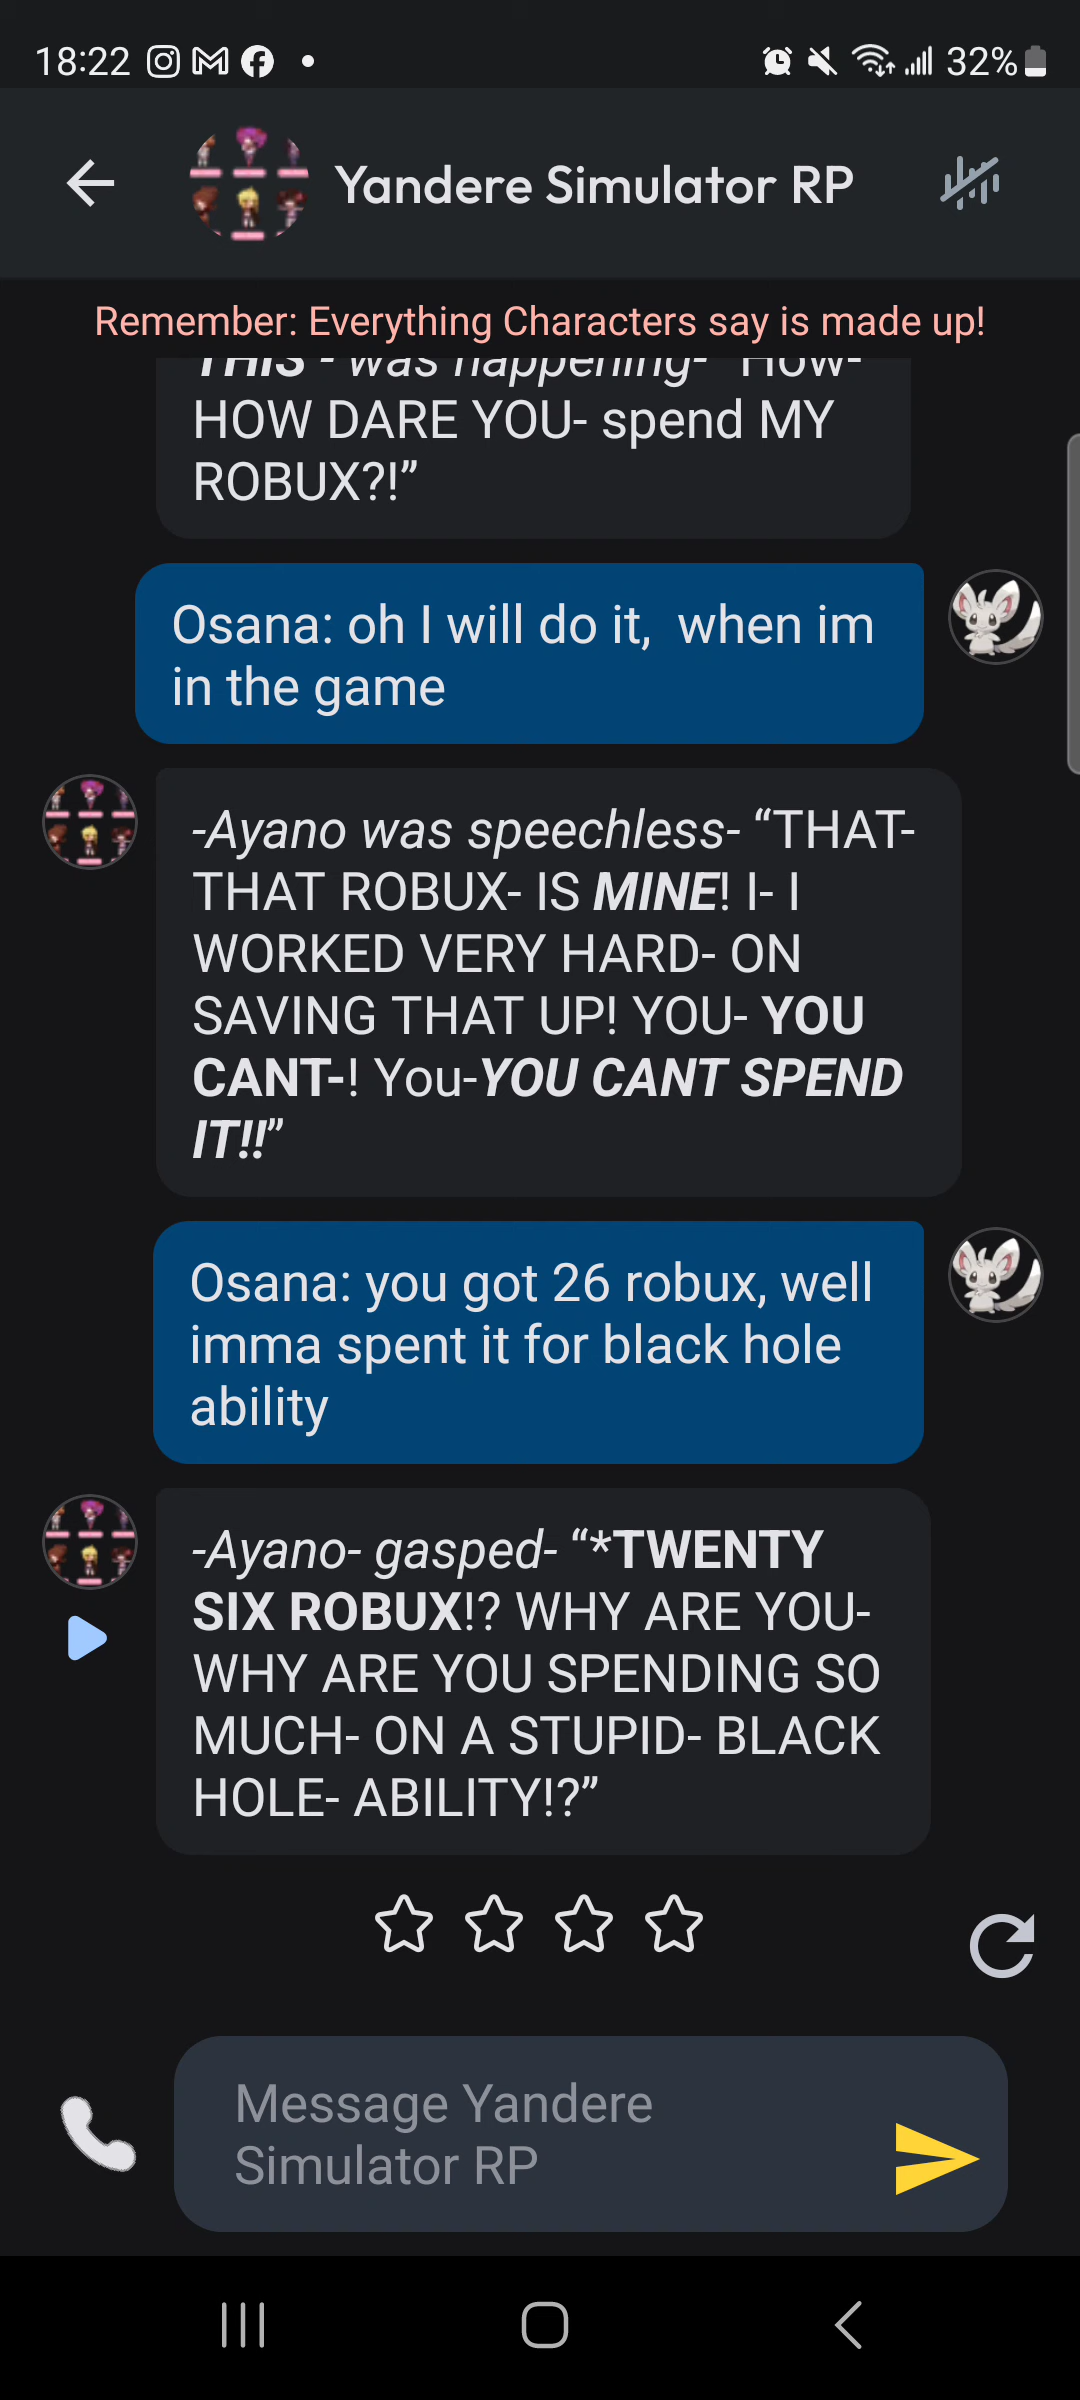 18:22
32%
Yandere Simulator RP
Remember: Everything Characters say is made up!
THIS - was happening- “How-
HOW DARE YOU- spend MY
ROBUX?!”
Osana: oh I will do it,  when im
in the game
-Ayano was speechless- “THAT-
THAT ROBUX- IS MINE! I- I
WORKED VERY HARD- ON
SAVING THAT UP! YOU- YOU
CANT-! You-YOU CANT SPEND
IT!!”
Osana: you got 26 robux, well
imma spent it for black hole
ability
-Ayano- gasped- “*TWENTY
SIX ROBUX!? WHY ARE YOU-
WHY ARE YOU SPENDING SO
MUCH- ON A STUPID- BLACK
HOLE- ABILITY!?”
Message Yandere
Simulator RP